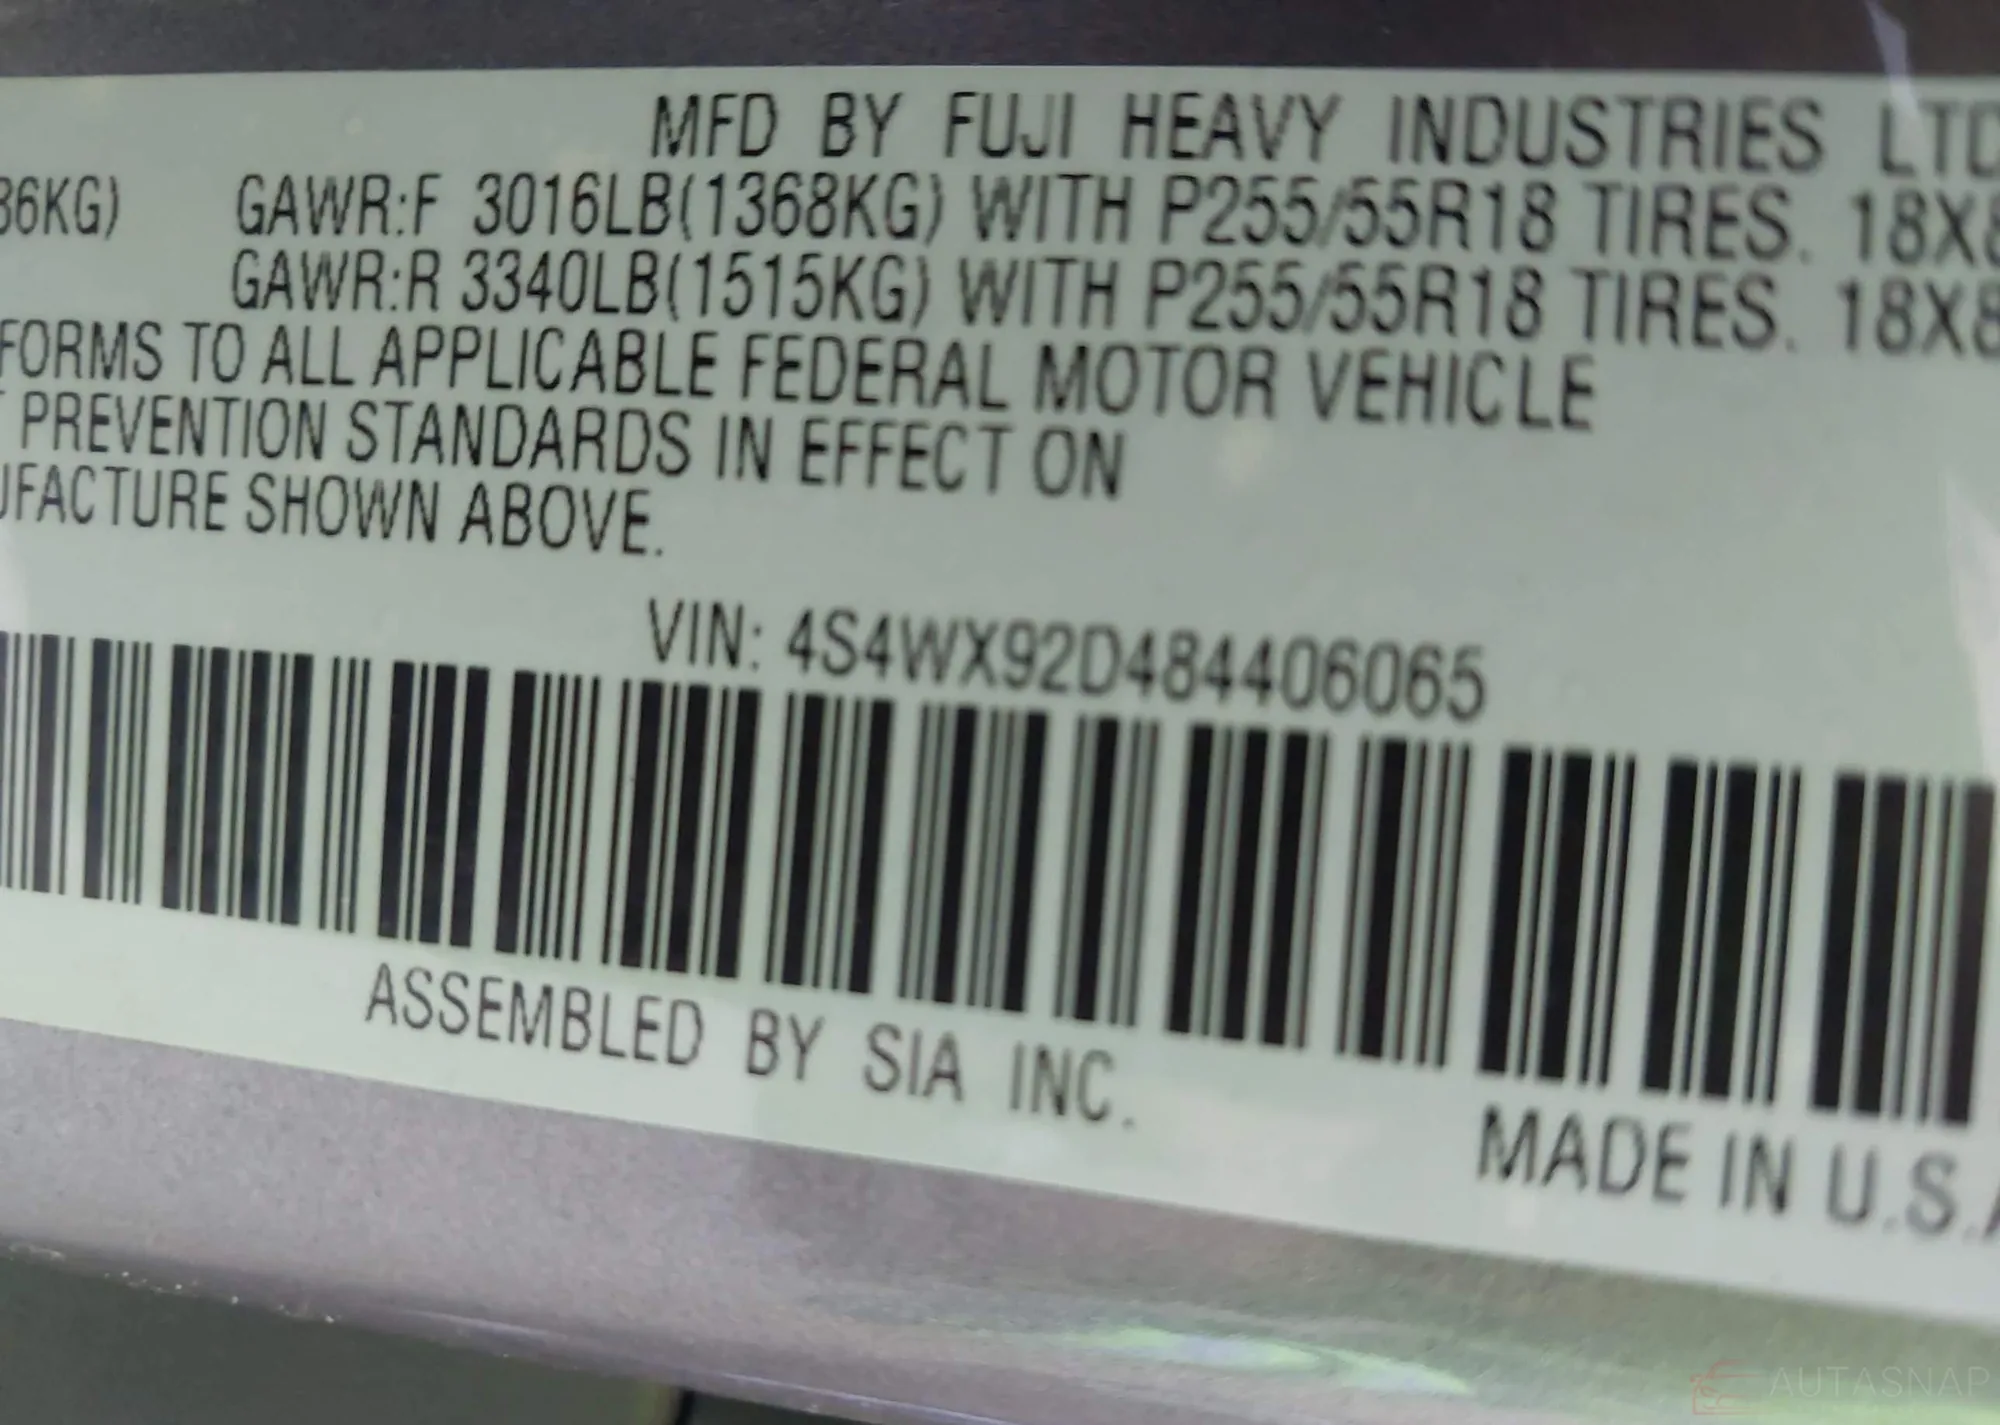 MFD BY FUJI HEAVY INDUSTRIES LTD
36KG) GAWR:F 3016LB(1368KG) WITH P255/55R18 TIRES. 18X8
GAWR:R 3340LB(1515KG) WITH P255/55R18 TIRES. 18X8
FORMS TO ALL APPLICABLE FEDERAL MOTOR VEHICLE
T PREVENTION STANDARDS IN EFFECT ON
UFACTURE SHOWN ABOVE.
VIN: 4S4WX92D484406065
ASSEMBLED BY SIA INC.
MADE IN U.S.A
AUTASNAP